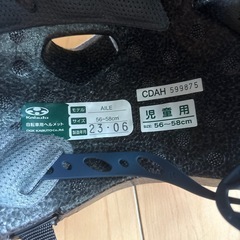 Kabuto
自転車用ヘルメット
OGK KABUTO CO.,LTD.
モデル AILE
サイズ 56~58cm
製造年月 23.06
CDAH 599875
児童用
SIZE: 56~58cm